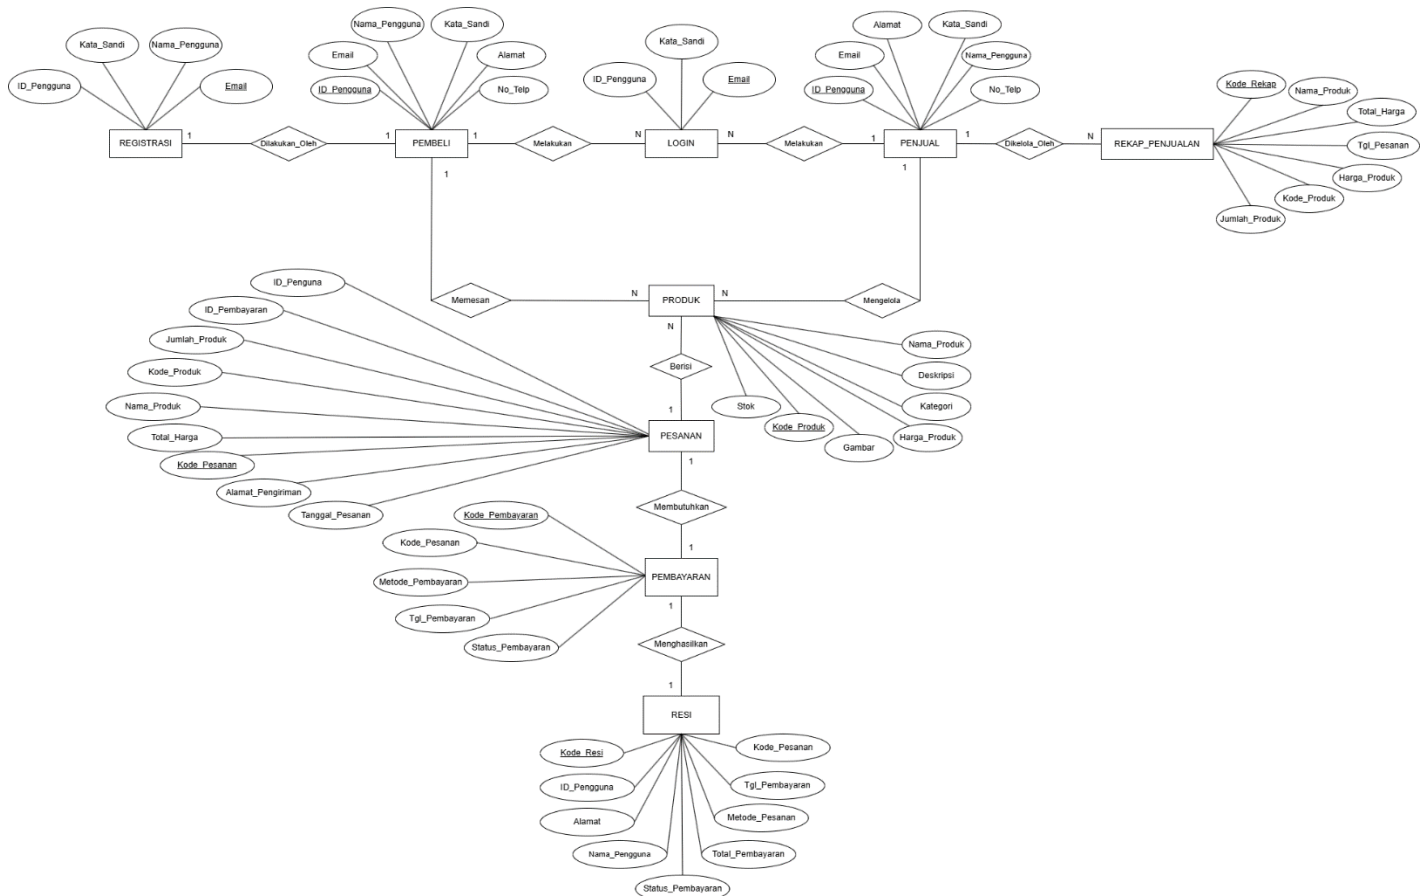 Kata_Sandi
Nama_Pengguna
ID_Pengguna
Email
REGISTRASI
1
Dilakukan_Oleh
1
Nama_Pengguna
Kata_Sandi
Email
Alamat
ID_Pengguna
No_Telp
PEMBELI
1
Melakukan
N
1
Kata_Sandi
ID_Pengguna
Email
LOGIN
N
Melakukan
1
Alamat
Kata_Sandi
Email
Nama_Pengguna
ID_Pengguna
No_Telp
PENJUAL
1
Dikelola_Oleh
N
1
Kode_Rekap
Nama_Produk
Total_Harga
REKAP_PENJUALAN
Tgl_Pesanan
Harga_Produk
Kode_Produk
Jumlah_Produk
Memesan
N
PRODUK
N
Mengelola
N
Berisi
1
Nama_Produk
Deskripsi
Kategori
Harga_Produk
Gambar
Kode_Produk
Stok
ID_Penguna
ID_Pembayaran
Jumlah_Produk
Kode_Produk
Nama_Produk
Total_Harga
Kode_Pesanan
Alamat_Pengiriman
Tanggal_Pesanan
PESANAN
1
Membutuhkan
1
Kode_Pembayaran
Kode_Pesanan
Metode_Pembayaran
Tgl_Pembayaran
Status_Pembayaran
PEMBAYARAN
1
Menghasilkan
1
RESI
Kode_Resi
ID_Pengguna
Alamat
Nama_Pengguna
Status_Pembayaran
Kode_Pesanan
Tgl_Pembayaran
Metode_Pesanan
Total_Pembayaran